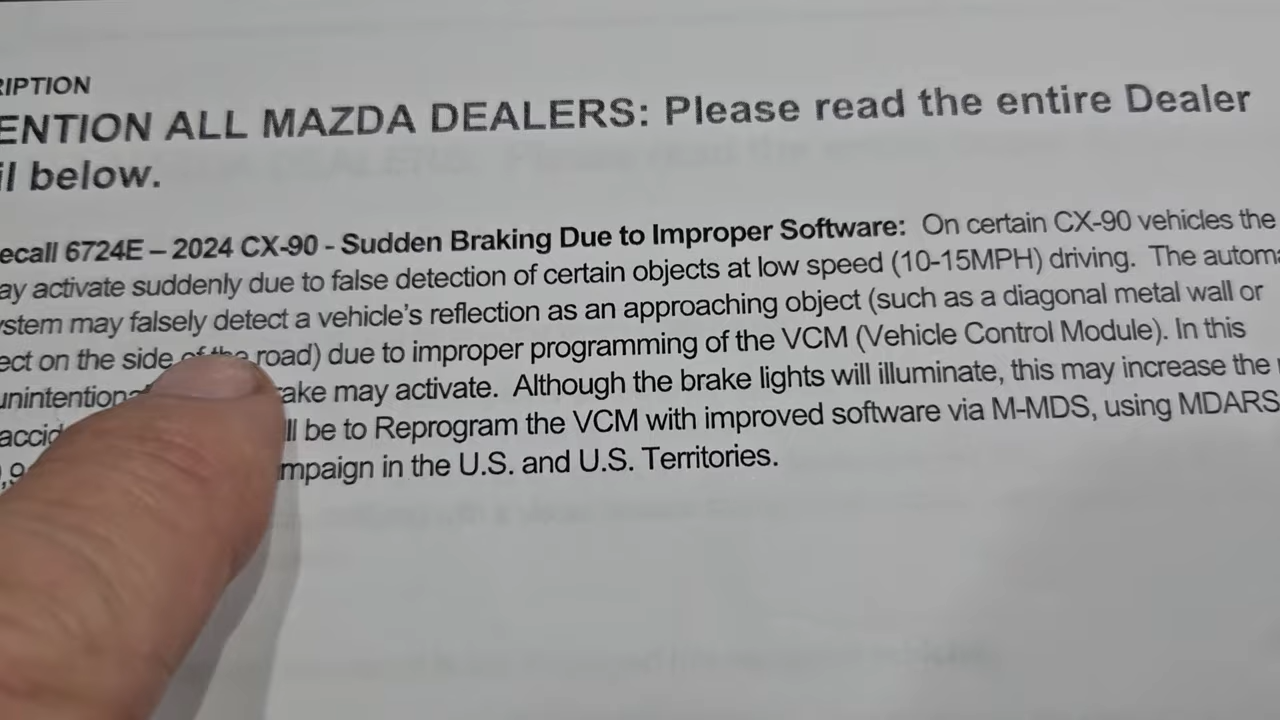 RIPTION
ENTION ALL MAZDA DEALERS: Please read the entire Dealer
il below.
ecall 6724E – 2024 CX-90 - Sudden Braking Due to Improper Software: On certain CX-90 vehicles the
ay activate suddenly due to false detection of certain objects at low speed (10-15MPH) driving. The autom
ystem may falsely detect a vehicle's reflection as an approaching object (such as a diagonal metal wall or
ect on the side of the road) due to improper programming of the VCM (Vehicle Control Module). In this
unintention ake may activate. Although the brake lights will illuminate, this may increase the
accid ll be to Reprogram the VCM with improved software via M-MDS, using MDARS
mpaign in the U.S. and U.S. Territories.